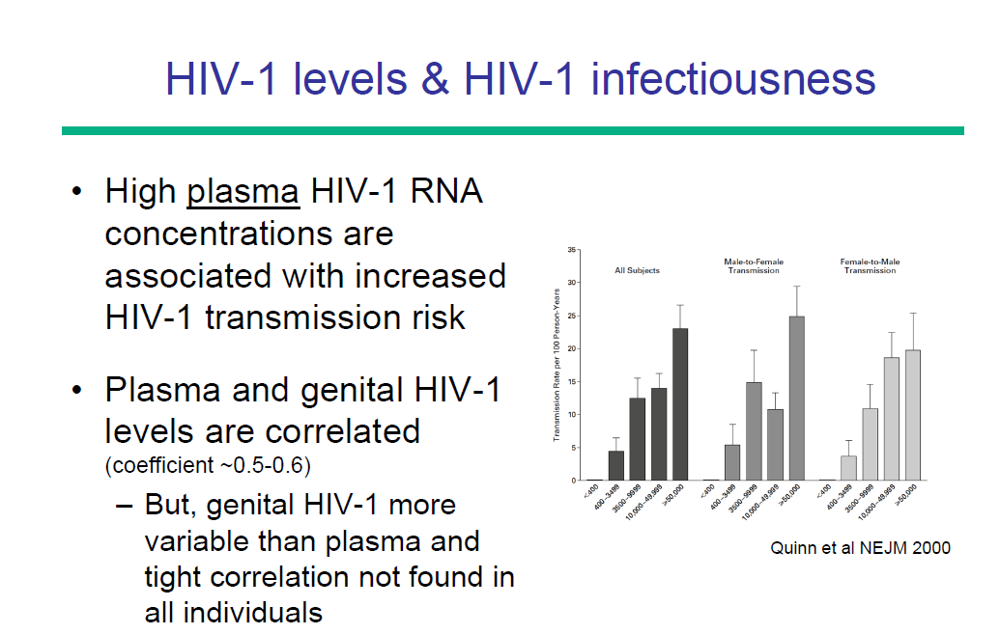 HIV-1 levels & HIV-1 infectiousness
• High plasma HIV-1 RNA
concentrations are
associated with increased
HIV-1 transmission risk
• Plasma and genital HIV-1
levels are correlated
(coefficient ~0.5-0.6)
– But, genital HIV-1 more
variable than plasma and
tight correlation not found in
all individuals
Transmission Rate per 100 Person-Years
35
30
25
20
15
10
5
0
All Subjects
Male-to-Female
Transmission
Female-to-Male
Transmission
<400
400–3499
3500–9999
10,000–49,999
>50,000
<400
400–3499
3500–9999
10,000–49,999
>50,000
<400
400–3499
3500–9999
10,000–49,999
>50,000
Quinn et al NEJM 2000